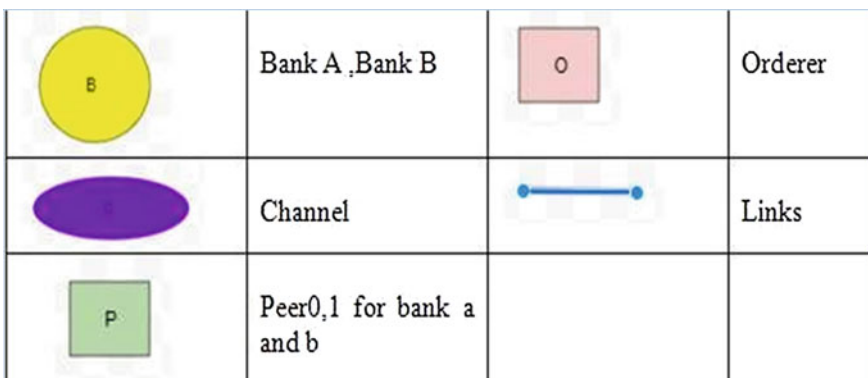 B
Bank A ,Bank B
O
Orderer
C
Channel
Links
P
Peer0,1 for bank a
and b